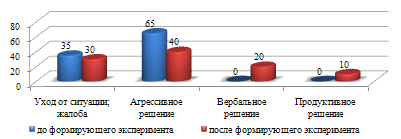 80
60
40
20
0
35
30
65
40
0
20
0
10
Уход от ситуации;
жалоба
Агрессивное
решение
Вербальное
решение
Продуктивное
решение
до формирующего эксперимента
после формирующего эксперимента